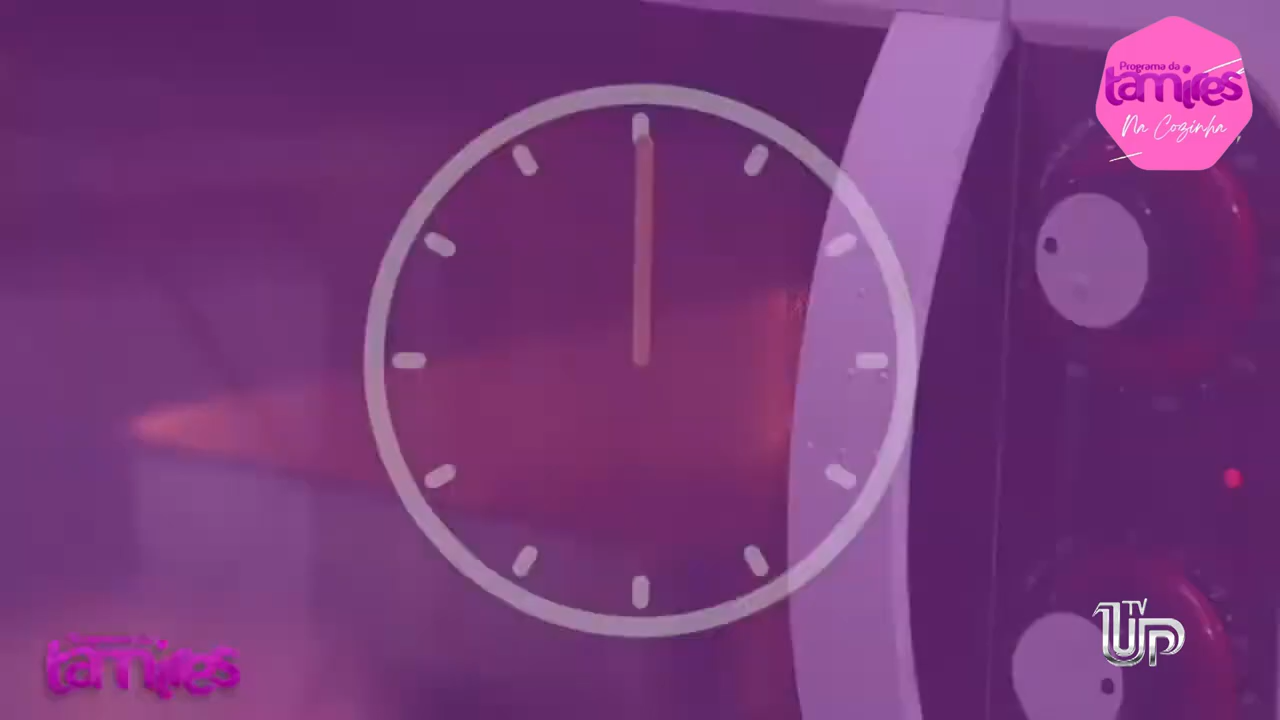 Programa da
tamires
Na Cozinha
tamires
TV
UP